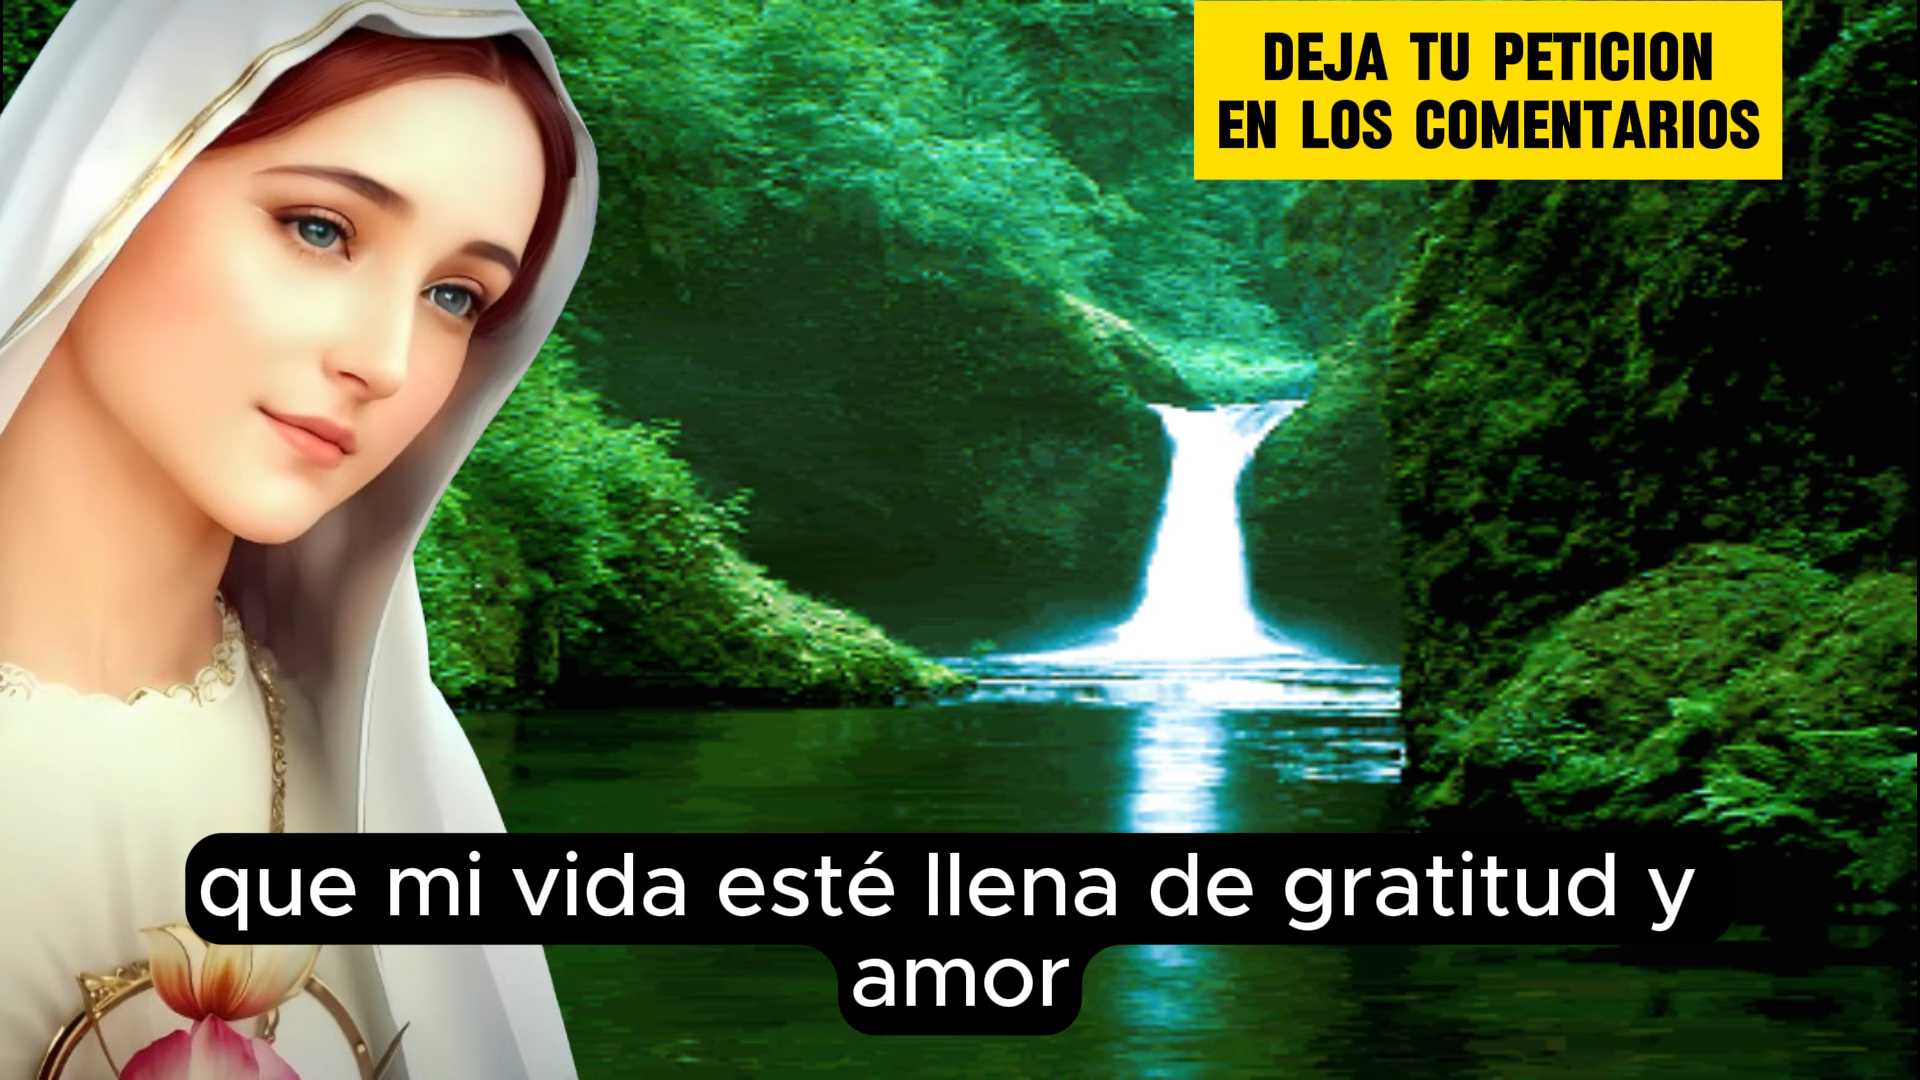 DEJA TU PETICION
EN LOS COMENTARIOS
que mi vida esté llena de gratitud y
amor